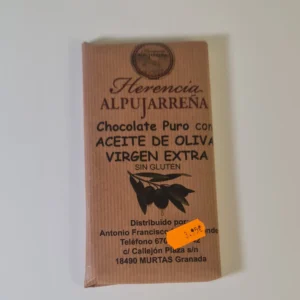 Herencia
ALPUJARREÑA
Chocolate Puro con
ACEITE DE OLIVA
VIRGEN EXTRA
SIN GLUTEN
Distribuido por
Antonio Francisco
Teléfono
c/ Callejón Plaza s/n
18490 MURTAS Granada